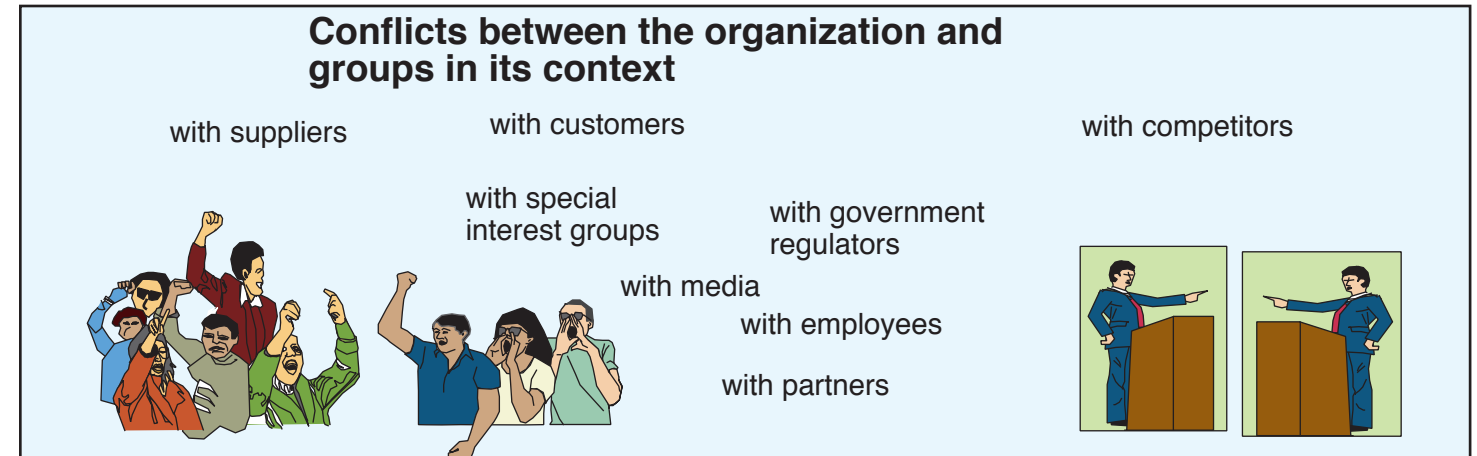 Conflicts between the organization and
groups in its context
with suppliers
with customers
with competitors
with special
interest groups
with government
regulators
with media
with employees
with partners